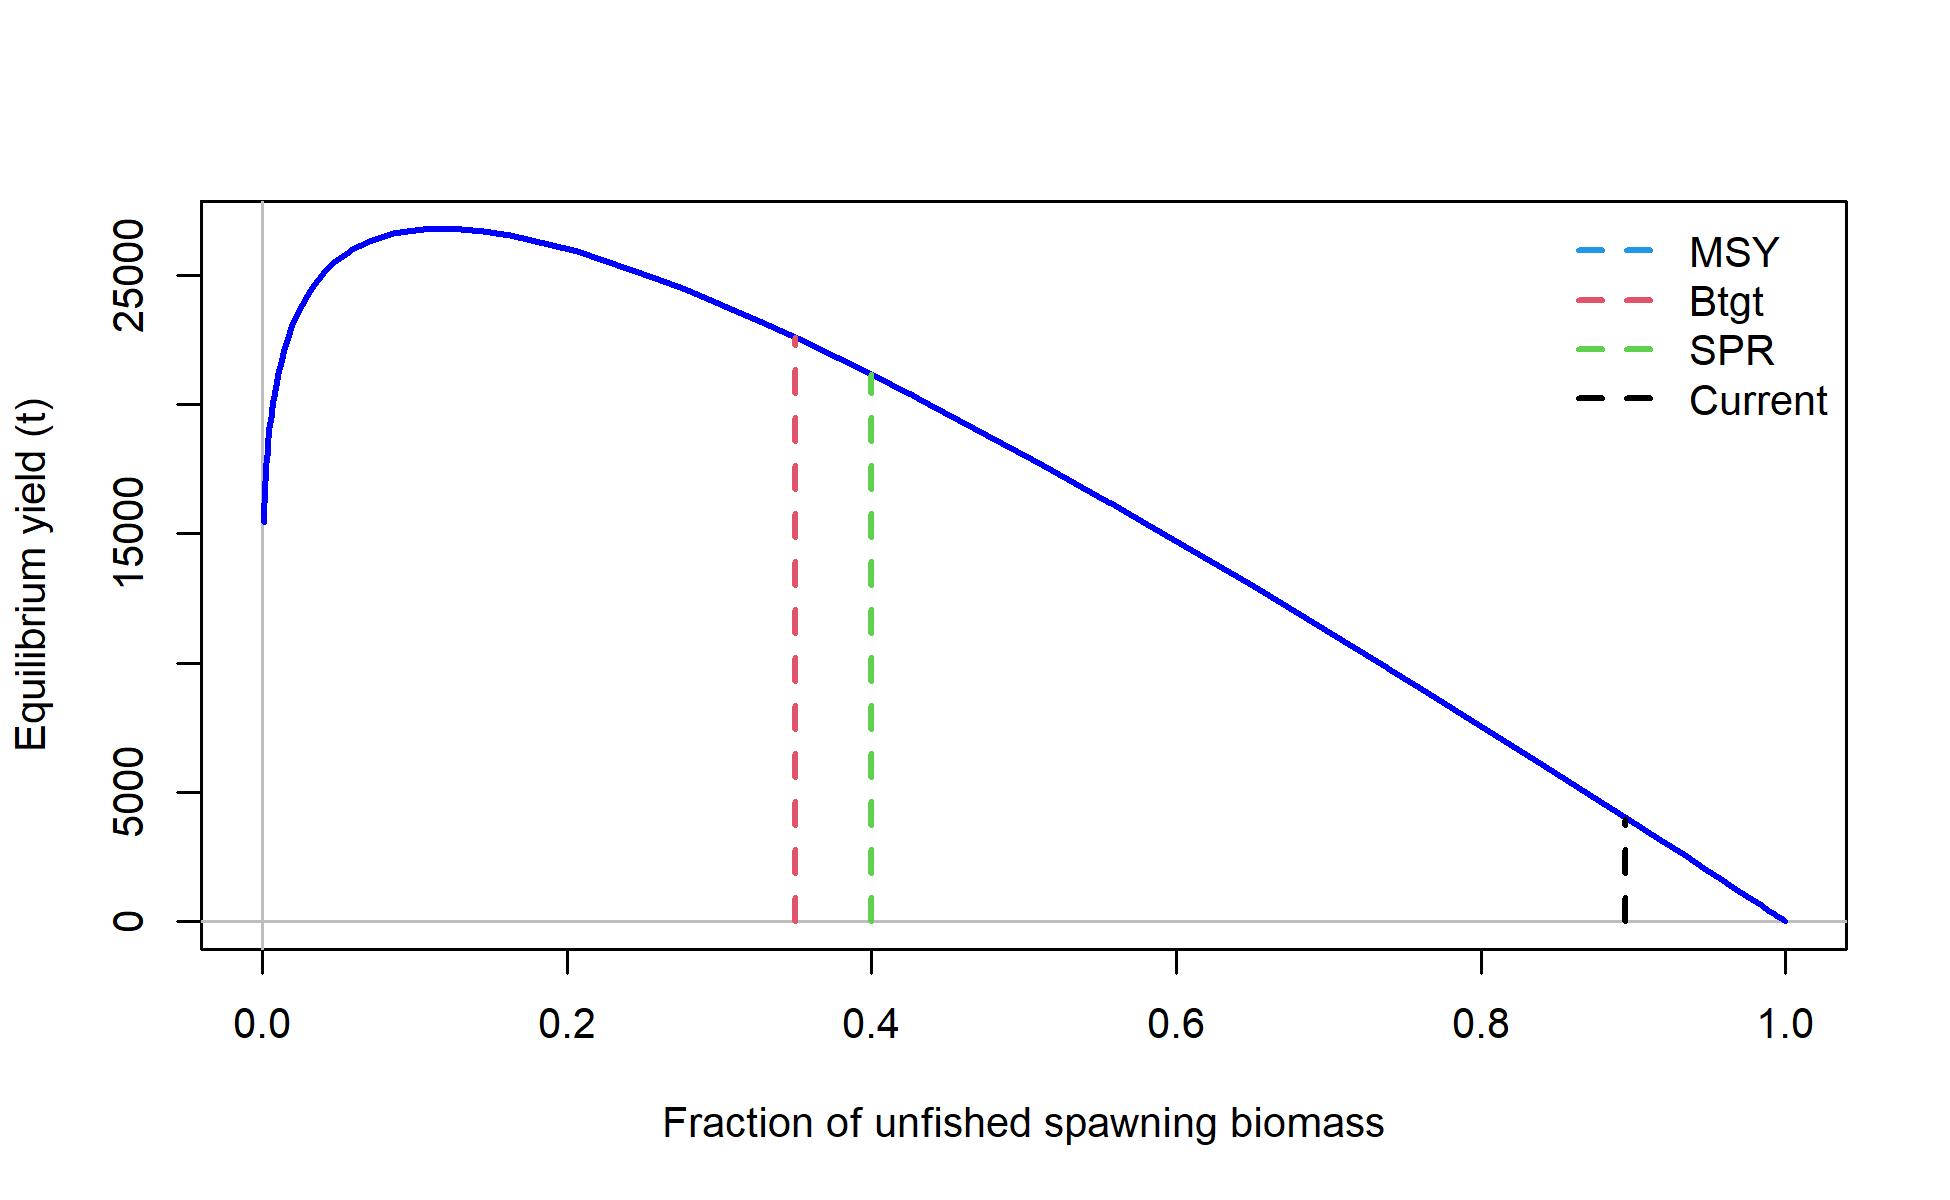 MSY
Btgt
SPR
Current
Equilibrium yield (t)
25000
15000
5000
0
0.0 0.2 0.4 0.6 0.8 1.0
Fraction of unfished spawning biomass